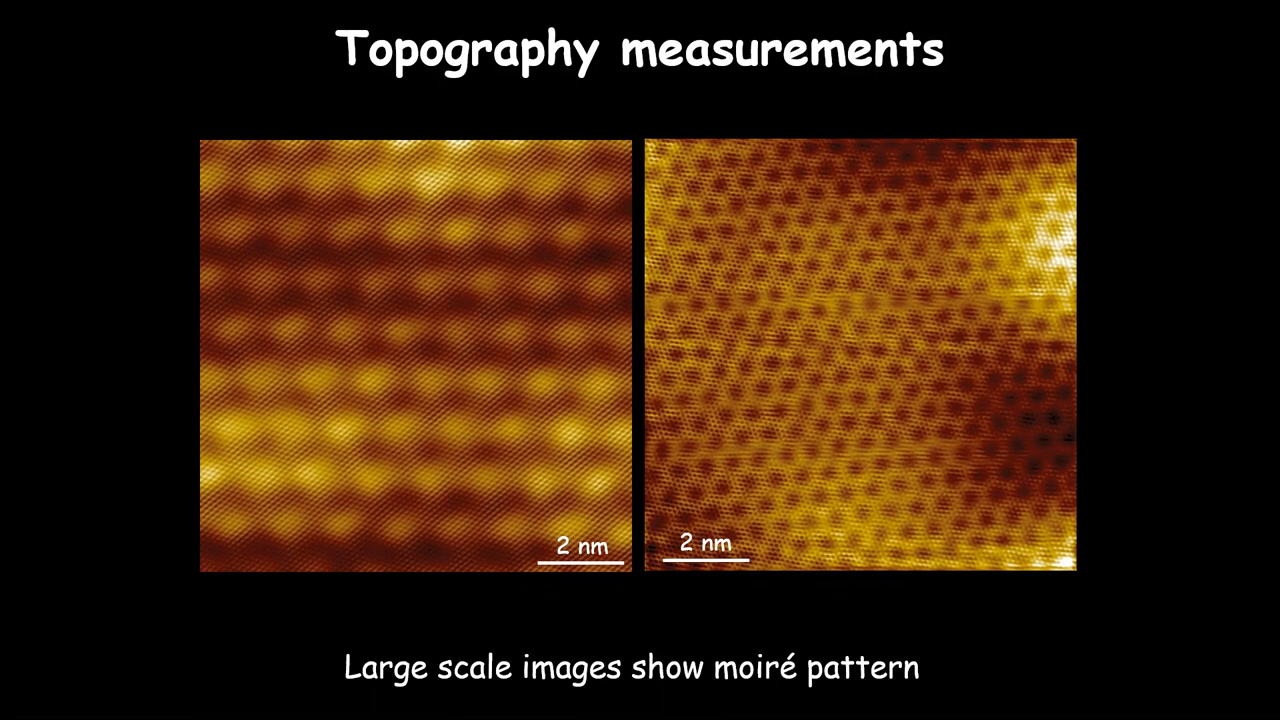 Topography measurements
2 nm
2 nm
Large scale images show moiré pattern